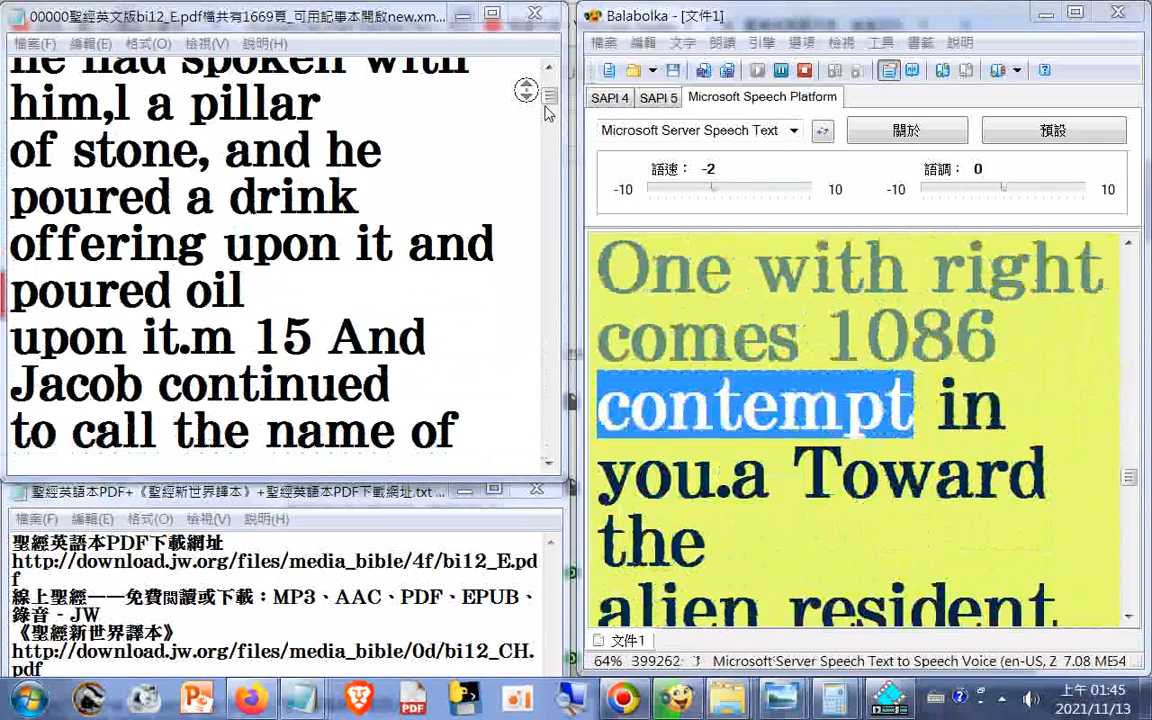 00000聖經英文版bi12_E.pdf檔共有1669頁_可用記事本開啟new.xm...
檔案(F) 編輯(E) 格式(O) 檢視(V) 說明(H)
he had spoken with
him,l a pillar
of stone, and he
poured a drink
offering upon it and
poured oil
upon it.m 15 And
Jacob continued
to call the name of
聖經英語本PDF+《聖經新世界譯本》+聖經英語本PDF下載網址.txt ...
檔案(F) 編輯(E) 格式(O) 檢視(V) 說明(H)
聖經英語本PDF下載網址
http://download.jw.org/files/media_bible/4f/bi12_E.pd
f
線上聖經——免費閱讀或下載：MP3、AAC、PDF、EPUB、
錄音 - JW
《聖經新世界譯本》
http://download.jw.org/files/media_bible/0d/bi12_CH.
pdf
Balabolka - [文件1]
檔案 編輯 文字 朗讀 引擎 選項 檢視 工具 書籤 說明
SAPI 4 SAPI 5 Microsoft Speech Platform
Microsoft Server Speech Text 關於 預設
語速： -2 語調： 0
-10 10 -10 10
One with right
comes 1086
contempt in
you.a Toward
the
alien resident
文件1
64% 399262: Microsoft Server Speech Text to Speech Voice (en-US, Z 7.08 MB
上午 01:45
2021/11/13